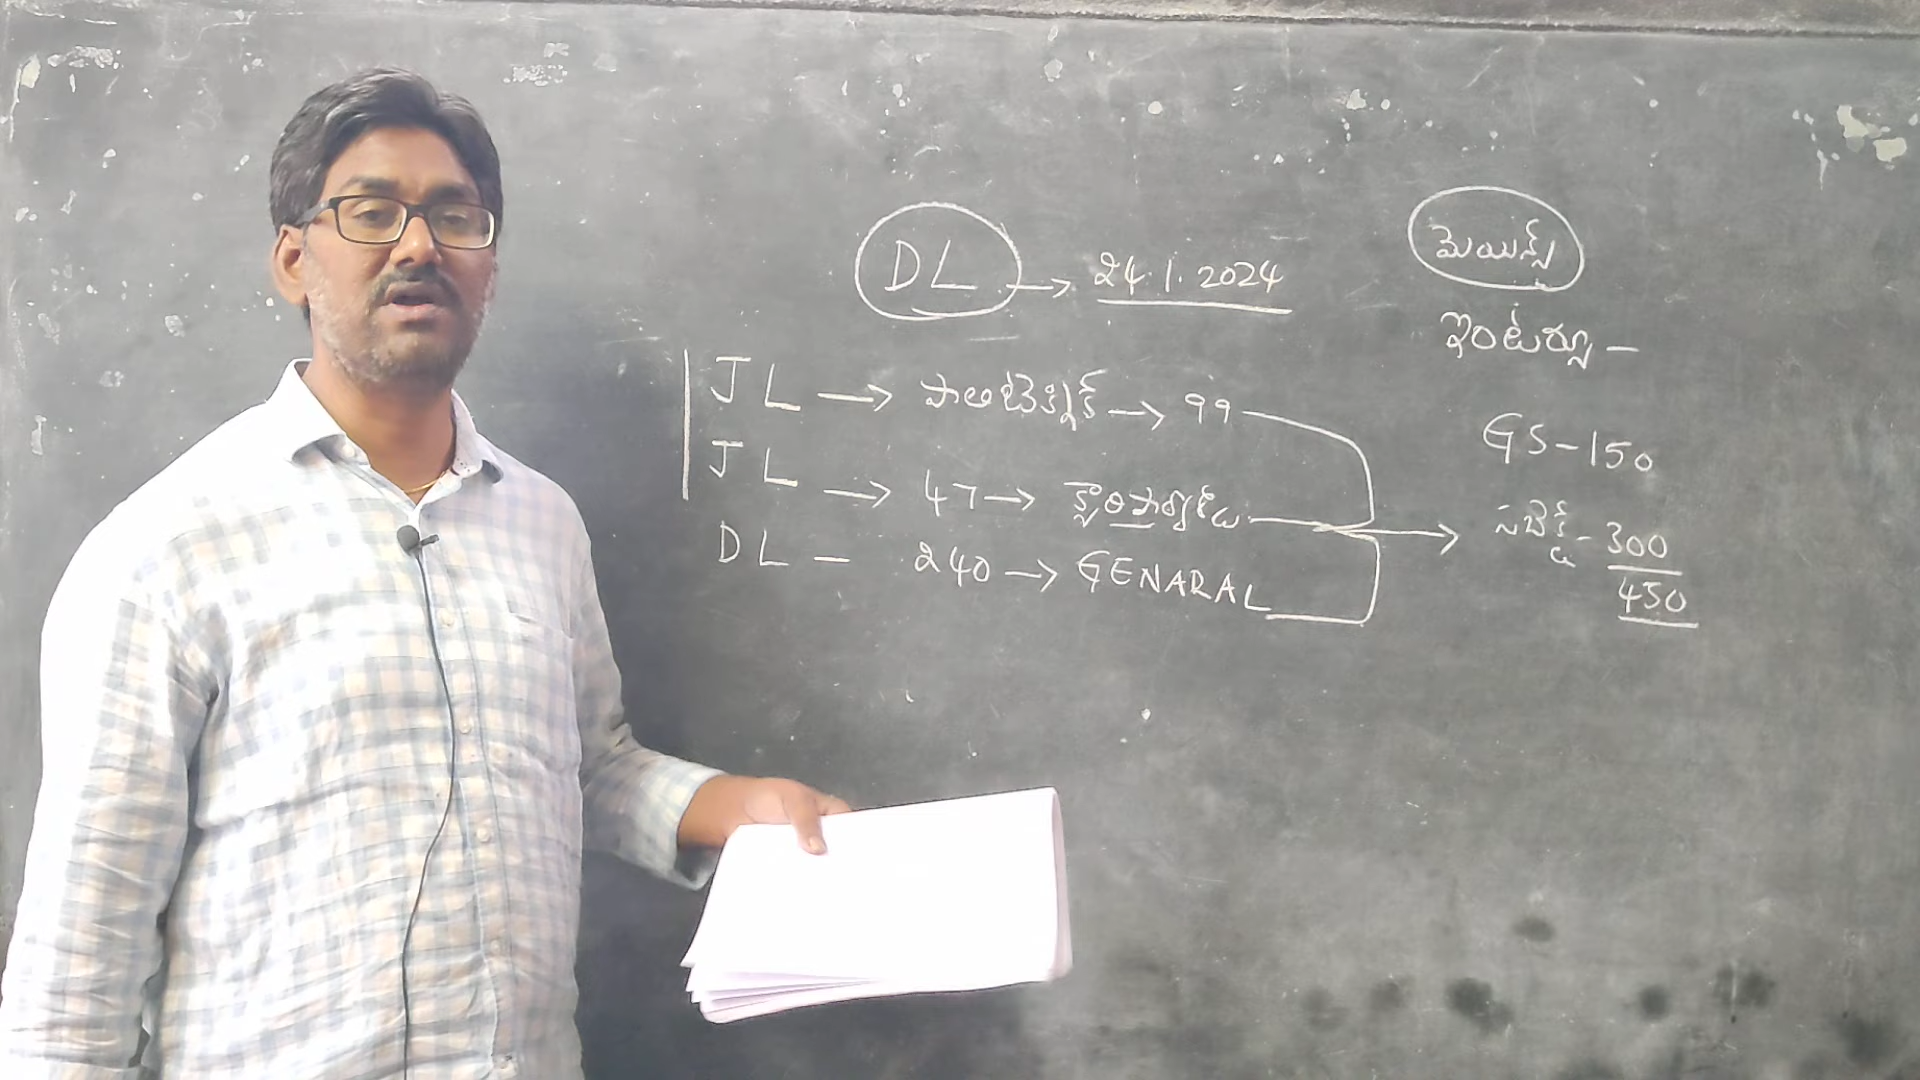 DL → 24.1.2024
JL → పాలిటెక్నిక్ → 99
JL → 47 →
DL - 240 → GENARAL
మెయిన్స్
ఇంటర్వ్యూ -
GS-150
సబ్జెక్ట్ - 300
450